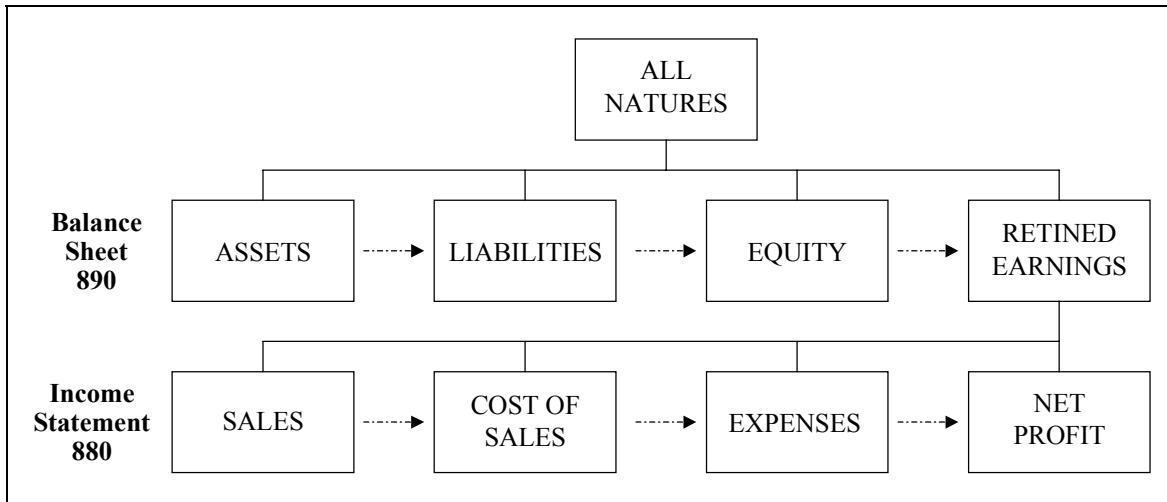 ALL
NATURES
Balance
Sheet
890
ASSETS
LIABILITIES
EQUITY
RETINED
EARNINGS
Income
Statement
880
SALES
COST OF
SALES
EXPENSES
NET
PROFIT